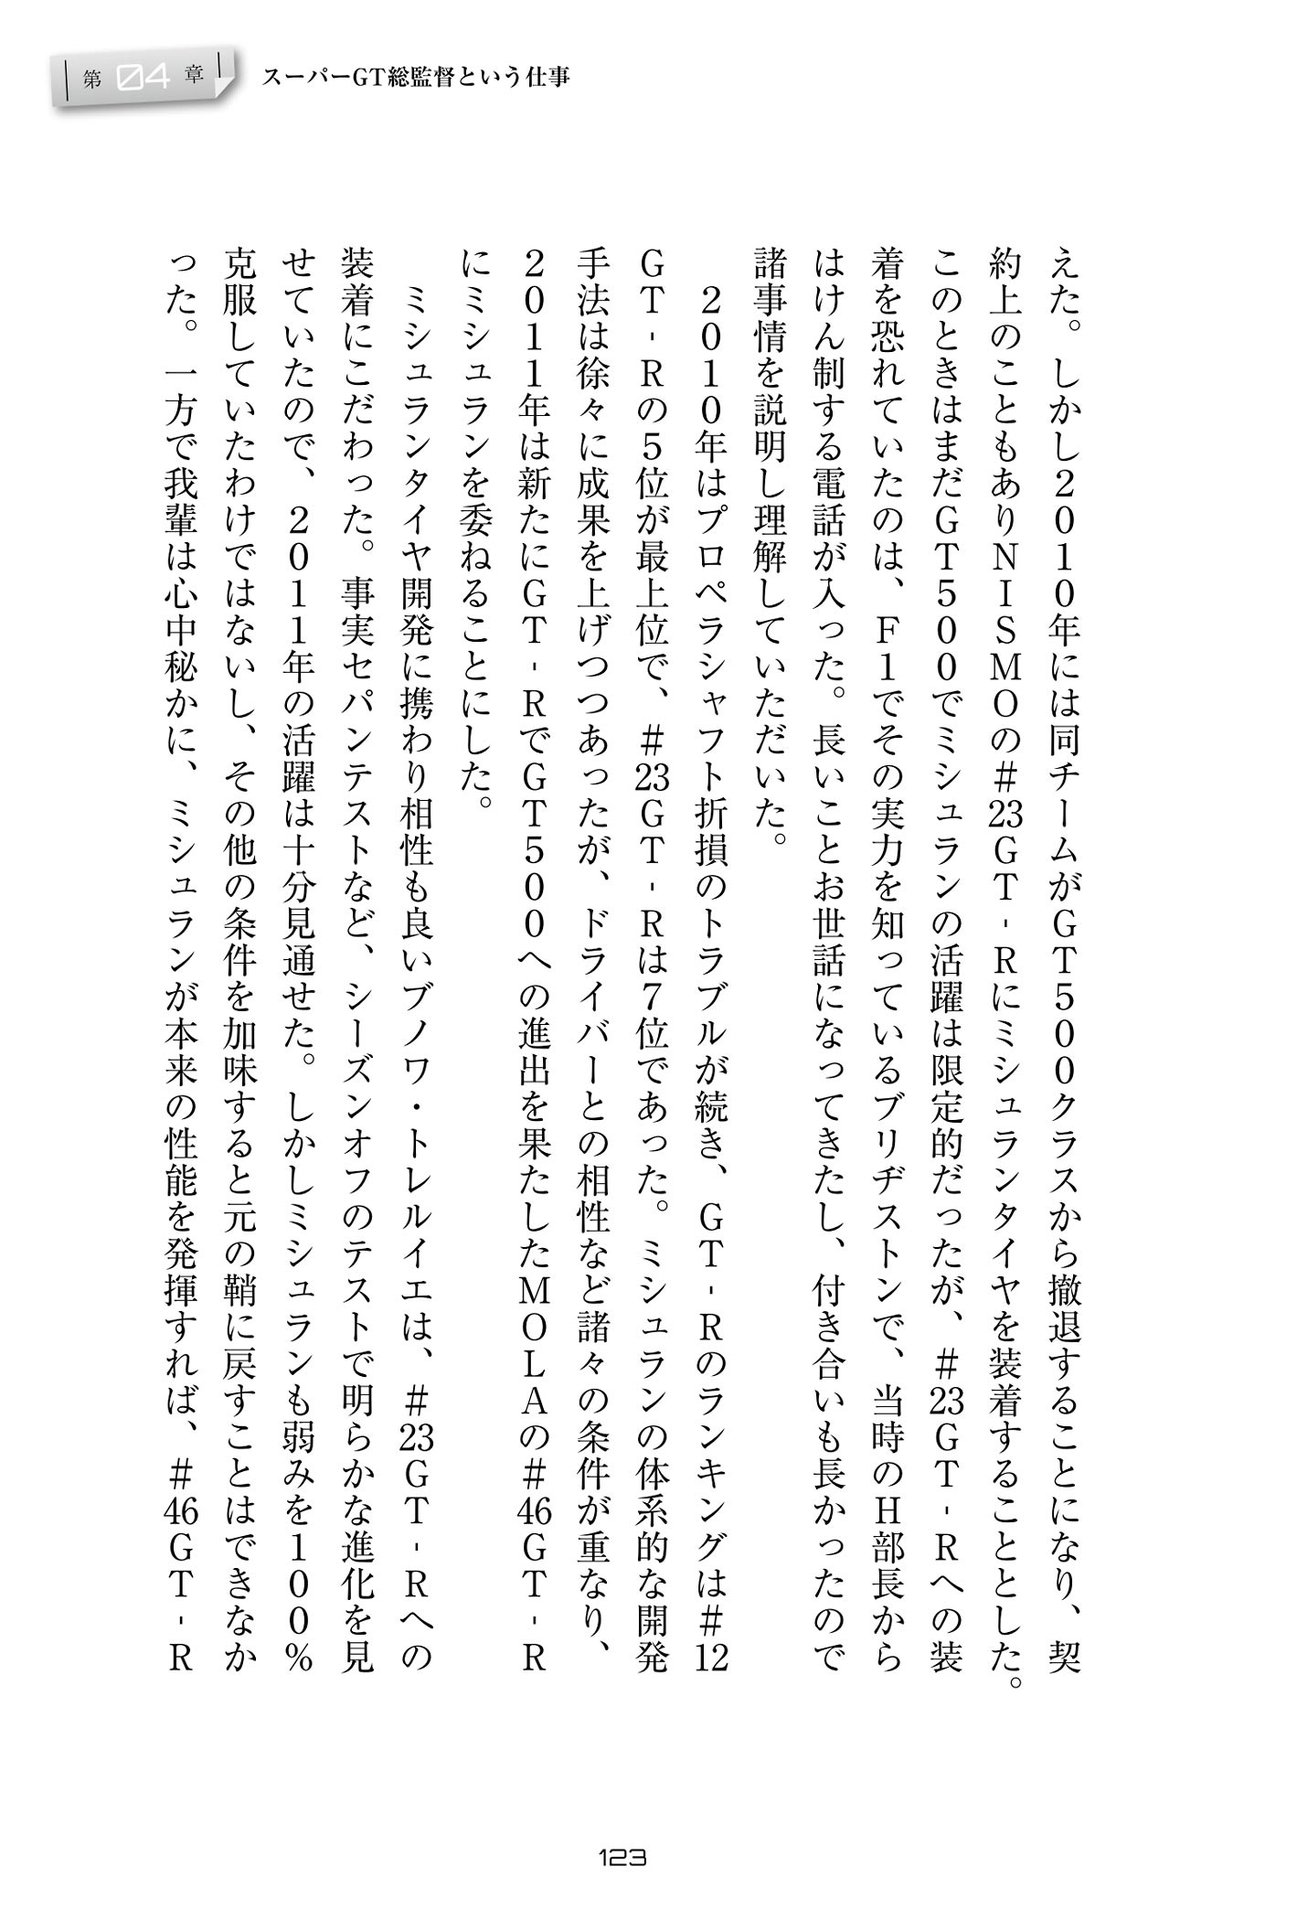 第04章
スーパーGT総監督という仕事
えた。しかし2010年には同チームがGT500クラスから撤退することになり、契
約上のこともありNISMOの#23GT-Rにミシュランタイヤを装着することとした。
このときはまだGT500でミシュランの活躍は限定的だったが、#23GT-Rへの装
着を恐れていたのは、F1でその実力を知っているブリヂストンで、当時のH部長から
はけん制する電話が入った。長いことお世話になってきたし、付き合いも長かったので
諸事情を説明し理解していただいた。
2010年はプロペラシャフト折損のトラブルが続き、GT-Rのランキングは#12
GT-Rの5位が最上位で、#23GT-Rは7位であった。ミシュランの体系的な開発
手法は徐々に成果を上げつつあったが、ドライバーとの相性など諸々の条件が重なり、
2011年は新たにGT-RでGT500への進出を果たしたMOLAの#46GT-R
にミシュランを委ねることにした。
ミシュランタイヤ開発に携わり相性も良いブノワ・トレルイエは、#23GT-Rへの
装着にこだわった。事実セパンテストなど、シーズンオフのテストで明らかな進化を見
せていたので、2011年の活躍は十分見通せた。しかしミシュランも弱みを100%
克服していたわけではないし、その他の条件を加味すると元の鞘に戻すことはできなか
った。一方で我輩は心中秘かに、ミシュランが本来の性能を発揮すれば、#46GT-R
123